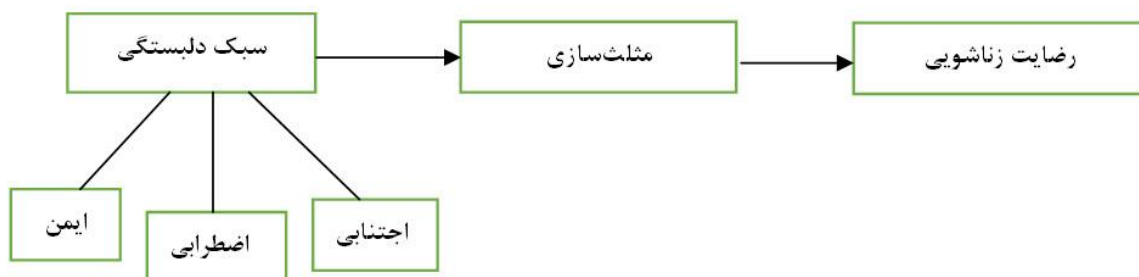 سبک دلبستگی
مثلث‌سازی
رضایت زناشویی
ایمن
اضطرابی
اجتنابی